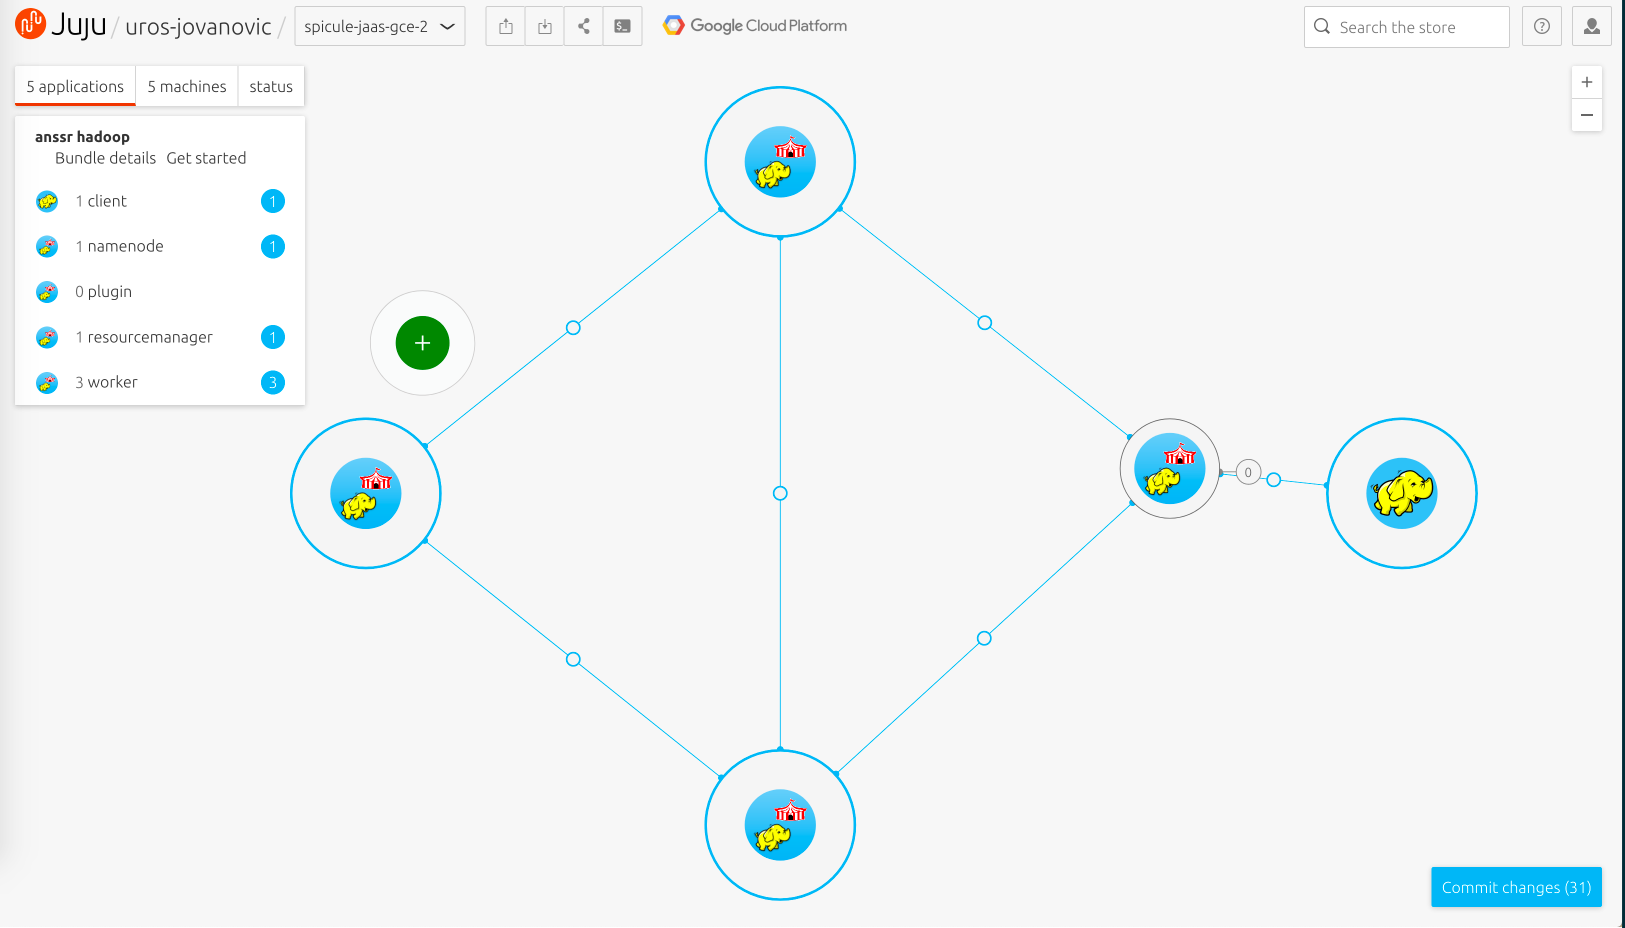 Juju / uros-jovanovic / spicule-jaas-gce-2 Google Cloud Platform Search the store
5 applications 5 machines status
anssr hadoop
Bundle details Get started
1 client 1
1 namenode 1
0 plugin
1 resourcemanager 1
3 worker 3
0
Commit changes (31)